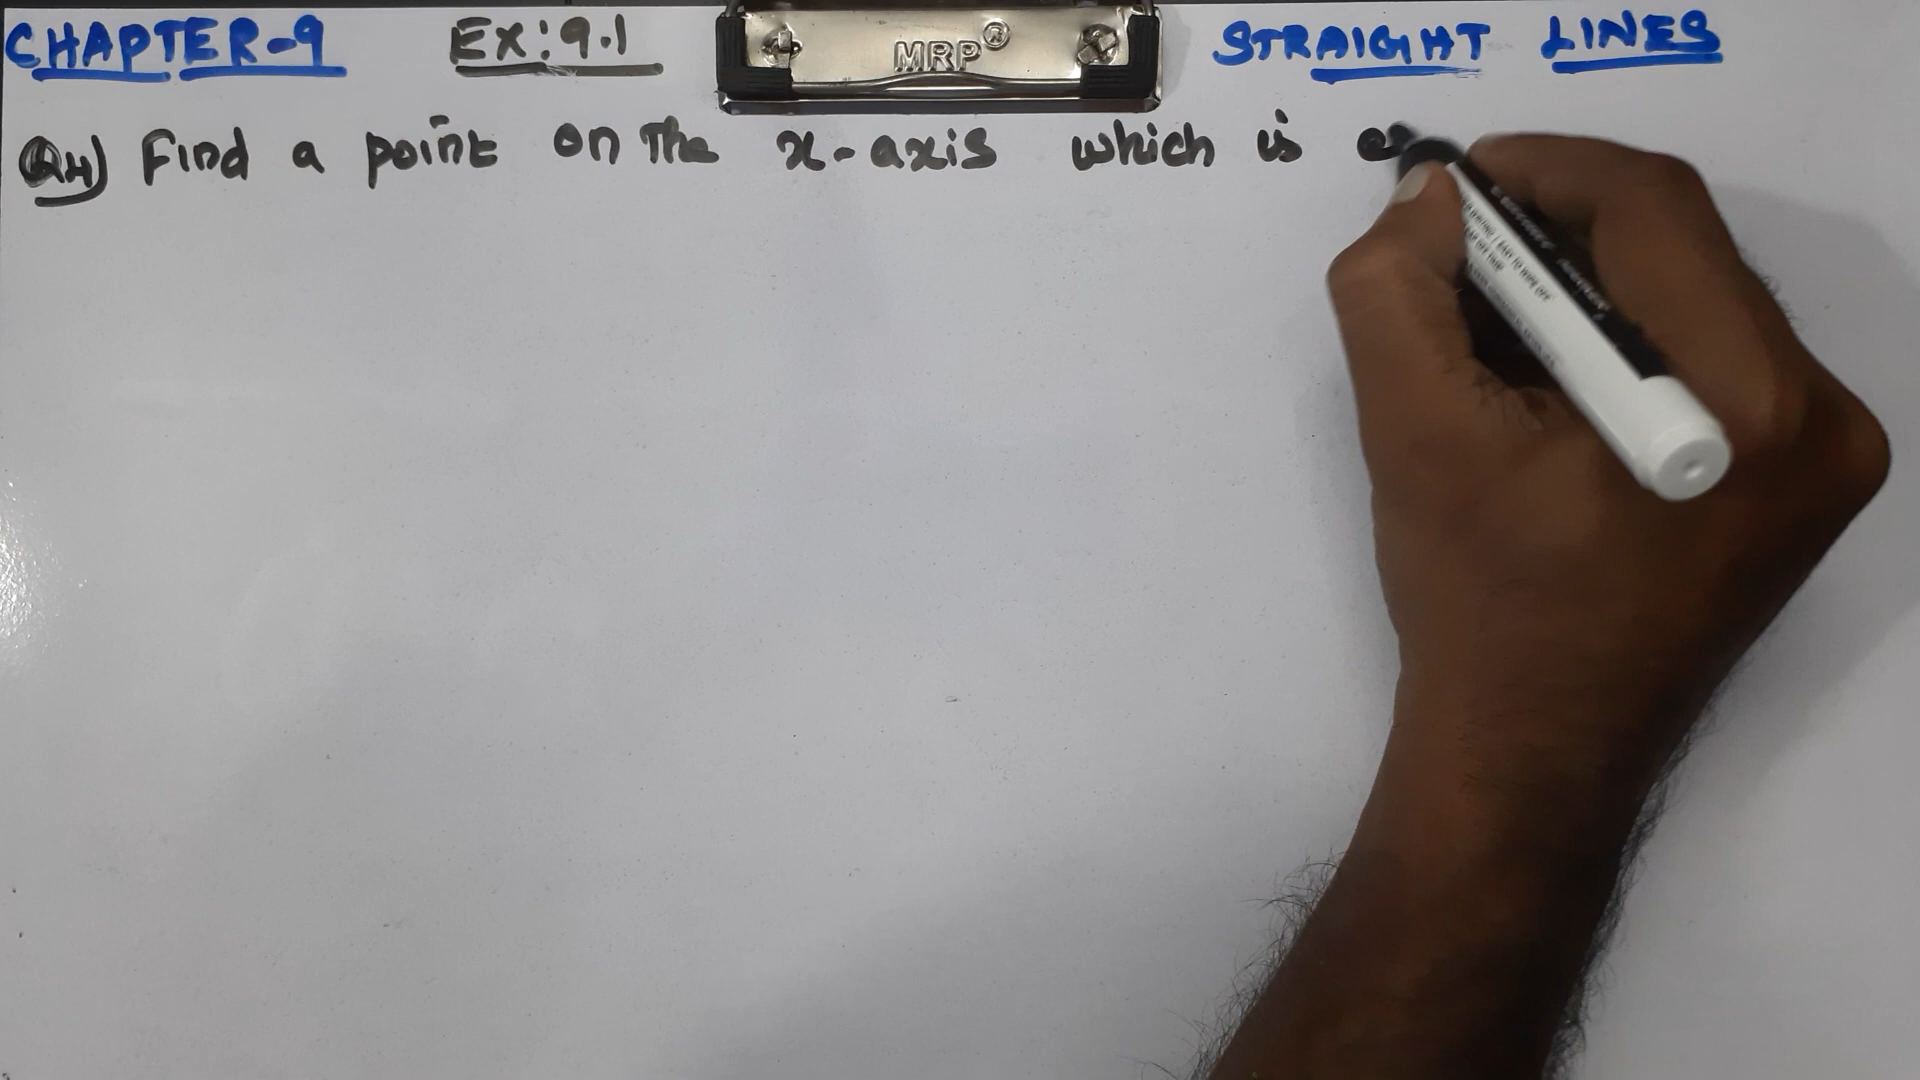 CHAPTER-9 EX:9.1 MRP® STRAIGHT LINES
Q4) Find a point on The x-axis which is